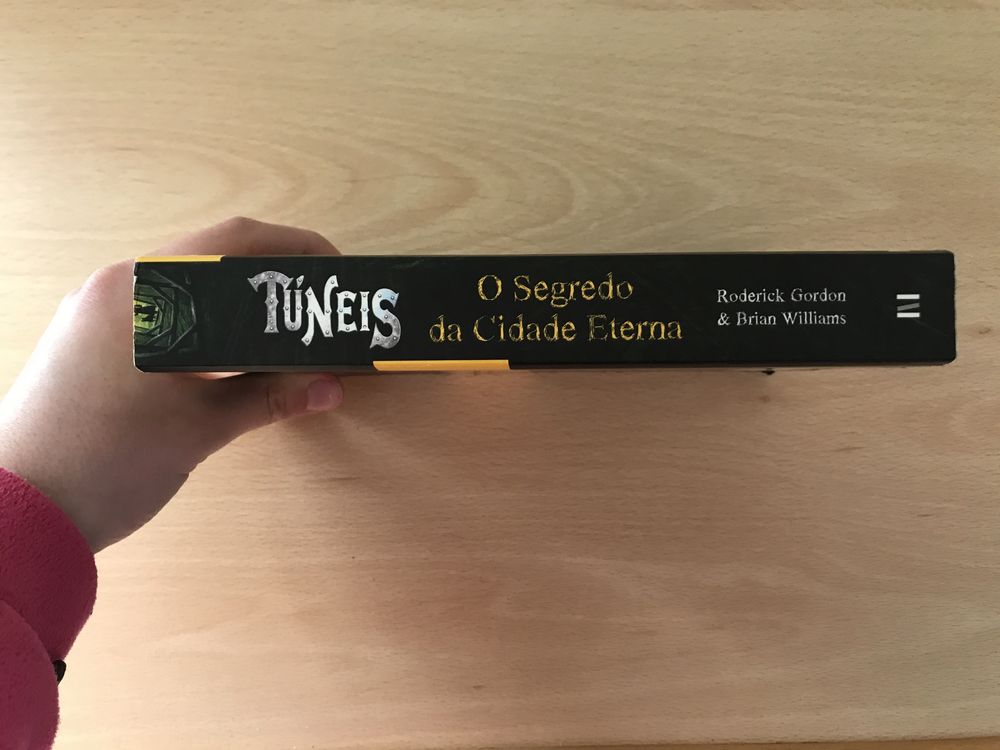 TÚNEIS
O Segredo
da Cidade Eterna
Roderick Gordon
& Brian Williams